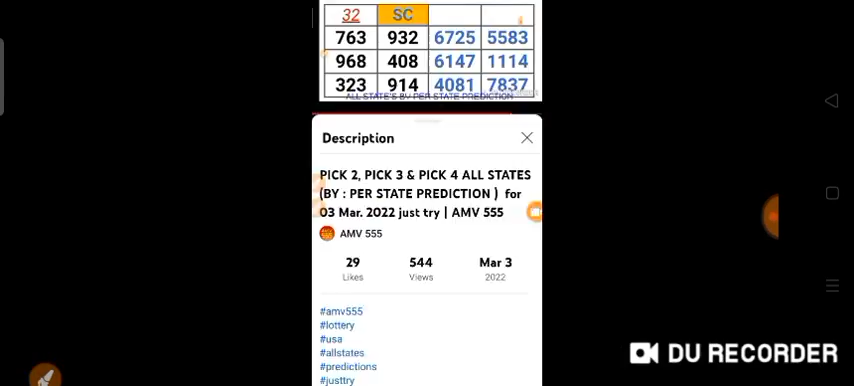 32 SC
763 932 6725 5583
968 408 6147 1114
323 914 4081 7837
ALL STATE'S BY PER STATE PREDICTION
Description
PICK 2, PICK 3 & PICK 4 ALL STATES
(BY : PER STATE PREDICTION ) for
03 Mar. 2022 just try | AMV 555
AMV 555
29 544 Mar 3
Likes Views 2022
#amv555
#lottery
#usa
#allstates
#predictions
#justtry
DU RECORDER